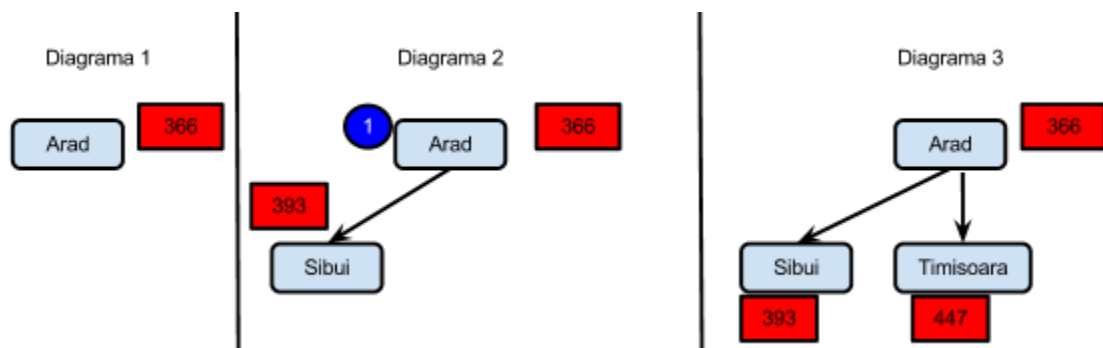 Diagrama 1
Arad
366
Diagrama 2
1
Arad
366
393
Sibui
Diagrama 3
Arad
366
Sibui
Timisoara
393
447